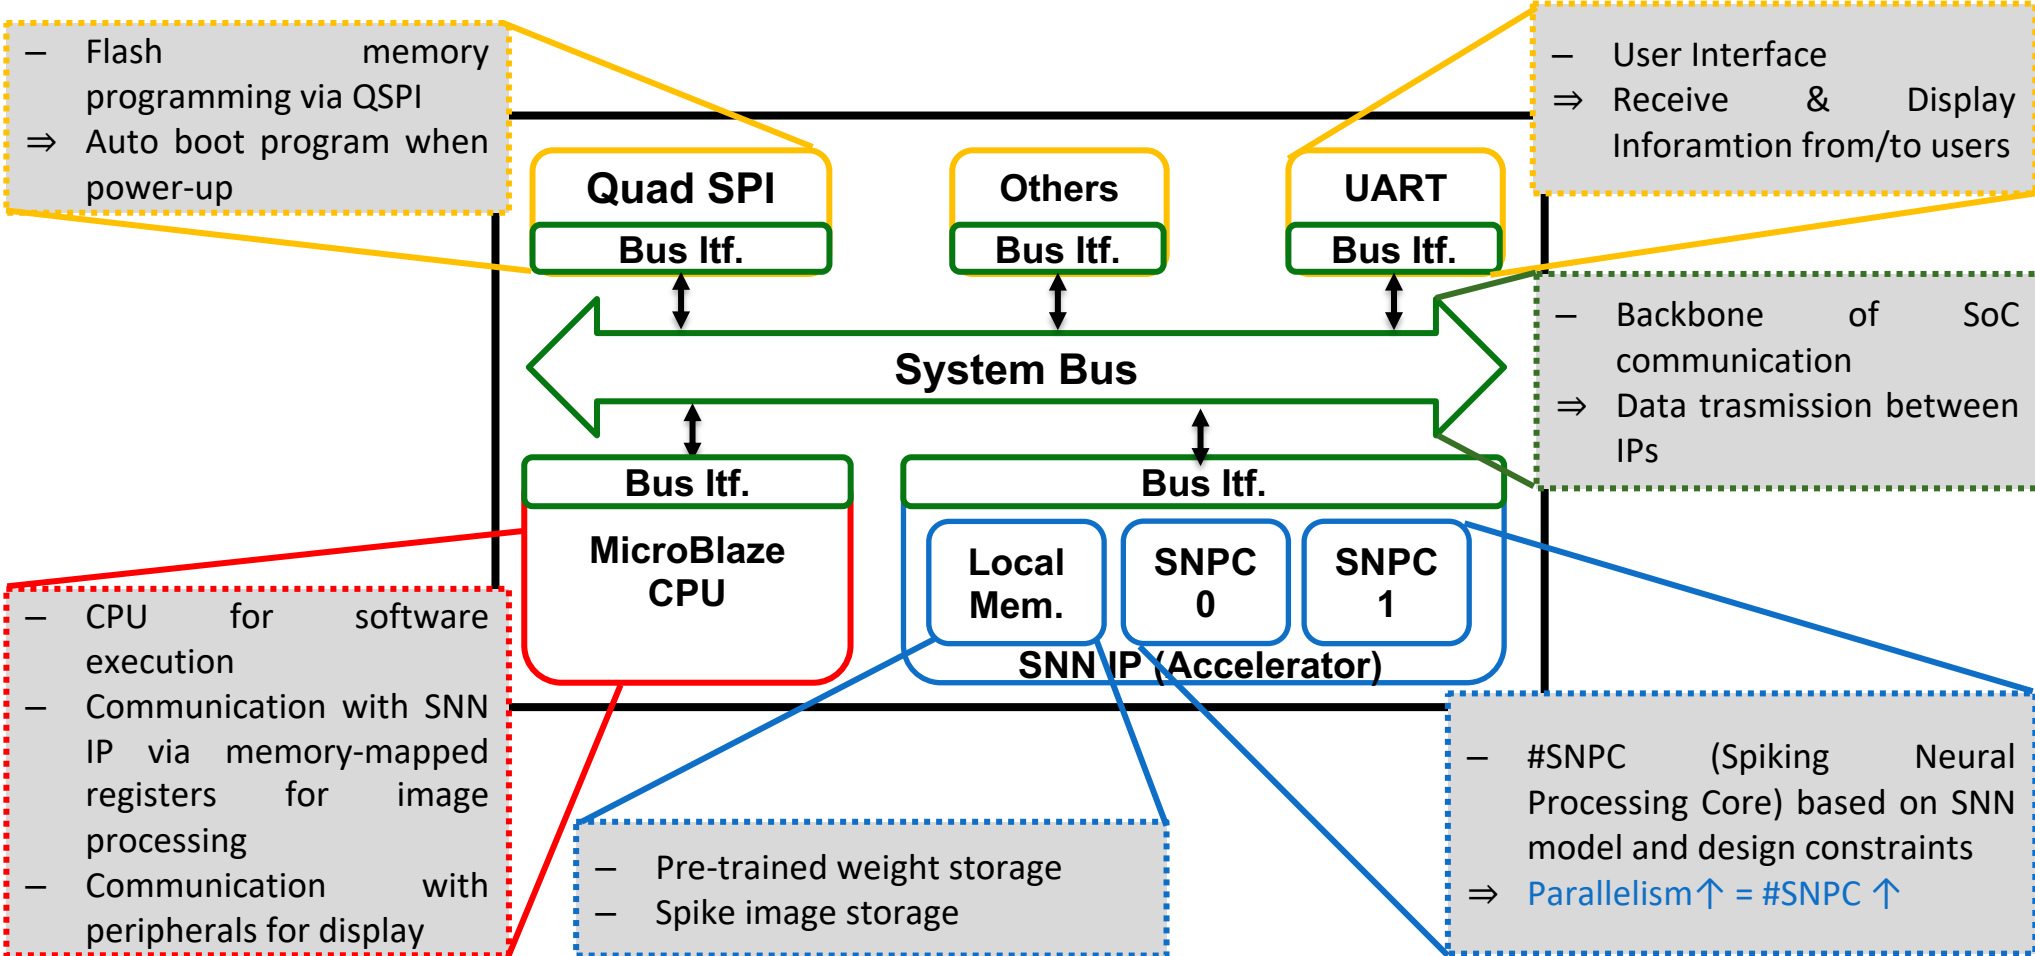 – Flash memory
programming via QSPI
⇒ Auto boot program when
power-up
– User Interface
⇒ Receive & Display
Inforamtion from/to users
Quad SPI
Bus Itf.
Others
Bus Itf.
UART
Bus Itf.
System Bus
– Backbone of SoC
communication
⇒ Data trasmission between
IPs
Bus Itf.
MicroBlaze
CPU
Bus Itf.
Local
Mem.
SNPC
0
SNPC
1
SNN IP (Accelerator)
– CPU for software
execution
– Communication with SNN
IP via memory-mapped
registers for image
processing
– Communication with
peripherals for display
– Pre-trained weight storage
– Spike image storage
– #SNPC (Spiking Neural
Processing Core) based on SNN
model and design constraints
⇒ Parallelism↑ = #SNPC ↑